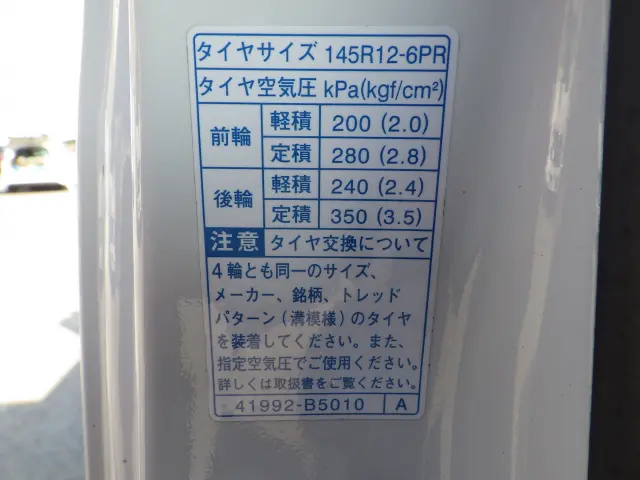 タイヤサイズ 145R12-6PR
タイヤ空気圧 kPa(kgf/cm²)
前輪 軽積 200 (2.0)
定積 280 (2.8)
後輪 軽積 240 (2.4)
定積 350 (3.5)
注意 タイヤ交換について
4輪とも同一のサイズ、
メーカー、銘柄、トレッド
パターン(溝模様)のタイヤ
を装着してください。また、
指定空気圧でご使用ください。
詳しくは取扱書をご覧ください。
41992-B5010 A